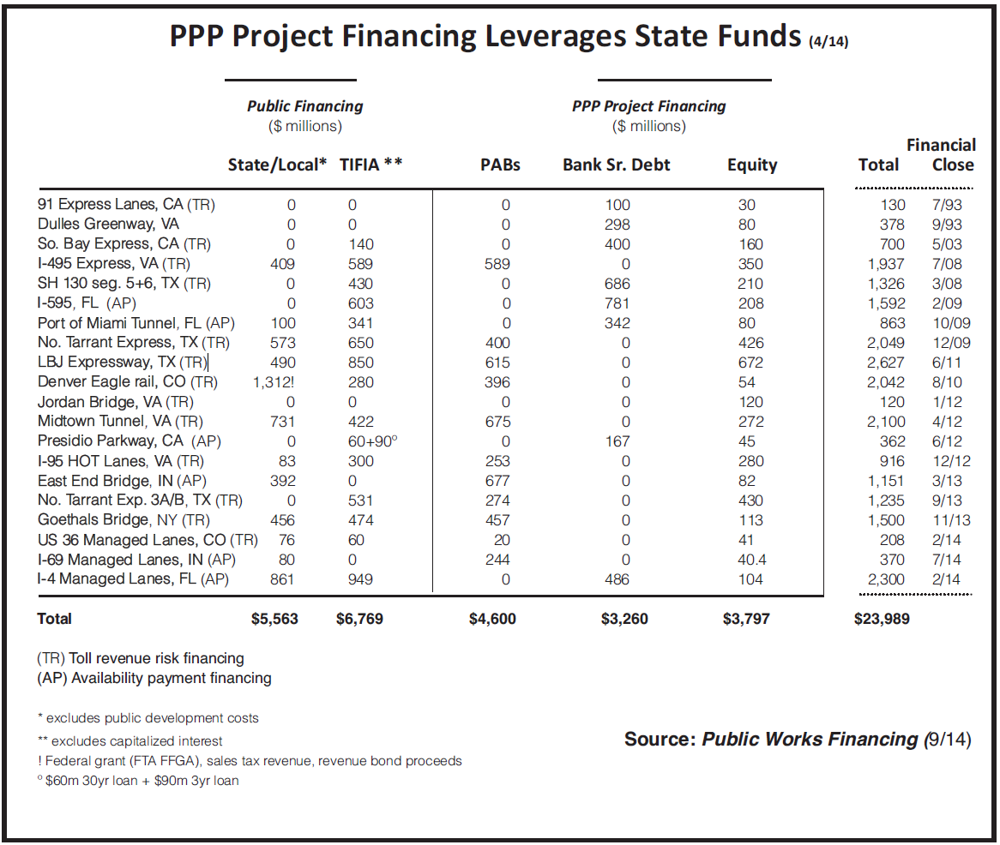 PPP Project Financing Leverages State Funds (4/14)
Public Financing PPP Project Financing
($ millions) ($ millions)
Financial
State/Local* TIFIA ** PABs Bank Sr. Debt Equity Total Close
91 Express Lanes, CA (TR) 0 0 0 100 30 130 7/93
Dulles Greenway, VA 0 0 0 298 80 378 9/93
So. Bay Express, CA (TR) 0 140 0 400 160 700 5/03
I-495 Express, VA (TR) 409 589 589 0 350 1,937 7/08
SH 130 seg. 5+6, TX (TR) 0 430 0 686 210 1,326 3/08
I-595, FL (AP) 0 603 0 781 208 1,592 2/09
Port of Miami Tunnel, FL (AP) 100 341 0 342 80 863 10/09
No. Tarrant Express, TX (TR) 573 650 400 0 426 2,049 12/09
LBJ Expressway, TX (TR) 490 850 615 0 672 2,627 6/11
Denver Eagle rail, CO (TR) 1,312! 280 396 0 54 2,042 8/10
Jordan Bridge, VA (TR) 0 0 0 0 120 120 1/12
Midtown Tunnel, VA (TR) 731 422 675 0 272 2,100 4/12
Presidio Parkway, CA (AP) 0 60+90º 0 167 45 362 6/12
I-95 HOT Lanes, VA (TR) 83 300 253 0 280 916 12/12
East End Bridge, IN (AP) 392 0 677 0 82 1,151 3/13
No. Tarrant Exp. 3A/B, TX (TR) 0 531 274 0 430 1,235 9/13
Goethals Bridge, NY (TR) 456 474 457 0 113 1,500 11/13
US 36 Managed Lanes, CO (TR) 76 60 20 0 41 208 2/14
I-69 Managed Lanes, IN (AP) 80 0 244 0 40.4 370 7/14
I-4 Managed Lanes, FL (AP) 861 949 0 486 104 2,300 2/14
Total $5,563 $6,769 $4,600 $3,260 $3,797 $23,989
(TR) Toll revenue risk financing
(AP) Availability payment financing
* excludes public development costs
** excludes capitalized interest
! Federal grant (FTA FFGA), sales tax revenue, revenue bond proceeds
º $60m 30yr loan + $90m 3yr loan
Source: Public Works Financing (9/14)